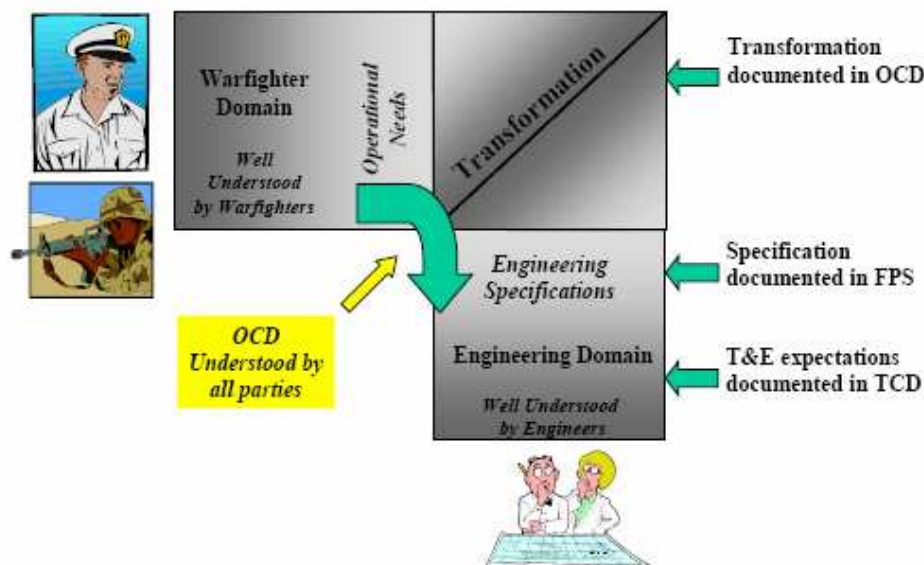 Warfighter
Domain
Well
Understood
by Warfighters
Operational
Needs
Transformation
Transformation
documented in OCD
OCD
Understood by
all parties
Engineering
Specifications
Engineering Domain
Well Understood
by Engineers
Specification
documented in FPS
T&E expectations
documented in TCD